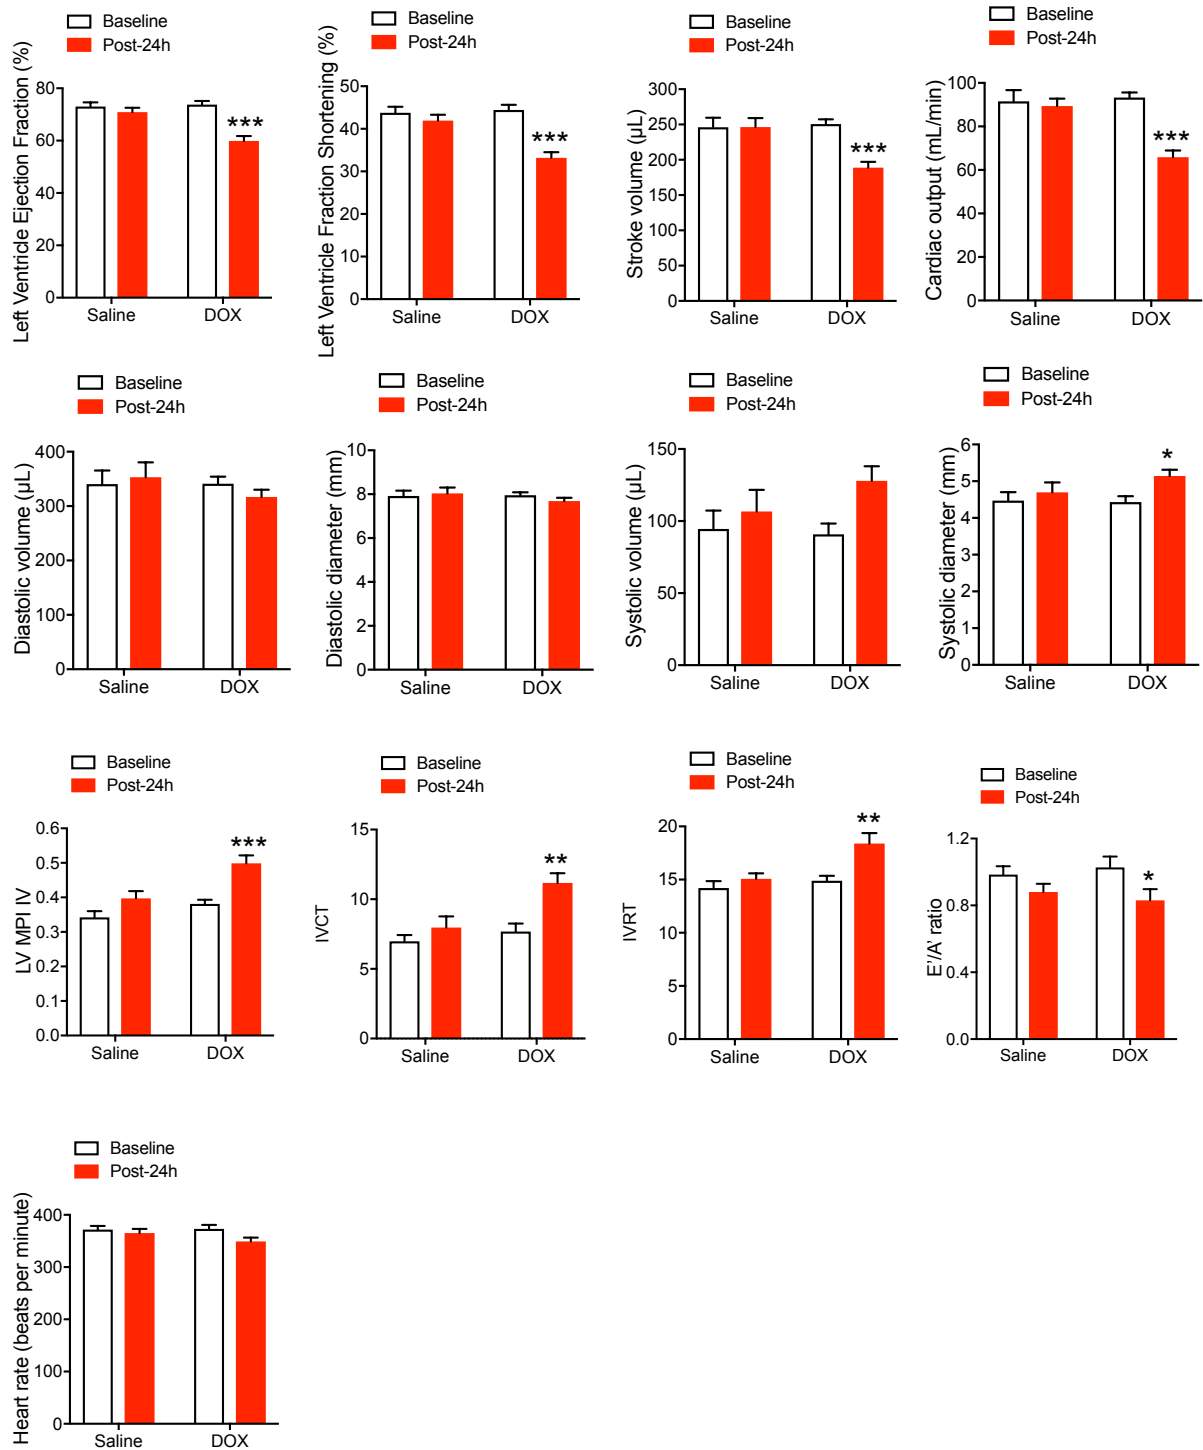 Baseline
Post-24h
Left Ventricle Ejection Fraction (%)
80
60
40
20
0
***
Saline
DOX
Baseline
Post-24h
Left Ventricle Fraction Shortening (%)
50
40
30
20
10
0
***
Saline
DOX
Baseline
Post-24h
Stroke volume (µL)
300
250
200
150
100
50
0
***
Saline
DOX
Baseline
Post-24h
Cardiac output (mL/min)
100
80
60
40
20
0
***
Saline
DOX
Baseline
Post-24h
Diastolic volume (µL)
400
300
200
100
0
Saline
DOX
Baseline
Post-24h
Diastolic diameter (mm)
10
8
6
4
2
0
Saline
DOX
Baseline
Post-24h
Systolic volume (µL)
150
100
50
0
Saline
DOX
Baseline
Post-24h
Systolic diameter (mm)
6
5
4
3
2
1
0
*
Saline
DOX
Baseline
Post-24h
LV MPI IV
0.6
0.5
0.4
0.3
0.2
0.1
0.0
***
Saline
DOX
Baseline
Post-24h
IVCT
15
10
5
0
**
Saline
DOX
Baseline
Post-24h
IVRT
20
15
10
5
0
**
Saline
DOX
Baseline
Post-24h
E'/A' ratio
1.2
0.8
0.4
0.0
*
Saline
DOX
Baseline
Post-24h
Heart rate (beats per minute)
400
300
200
100
0
Saline
DOX